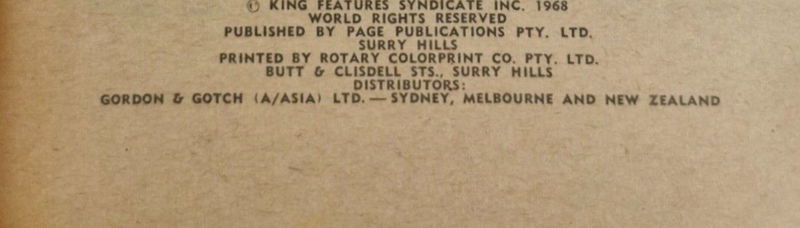 © KING FEATURES SYNDICATE INC. 1968
WORLD RIGHTS RESERVED
PUBLISHED BY PAGE PUBLICATIONS PTY. LTD.
SURRY HILLS
PRINTED BY ROTARY COLORPRINT CO. PTY. LTD.
BUTT & CLISDELL STS., SURRY HILLS
DISTRIBUTORS:
GORDON & GOTCH (A/ASIA) LTD. — SYDNEY, MELBOURNE AND NEW ZEALAND